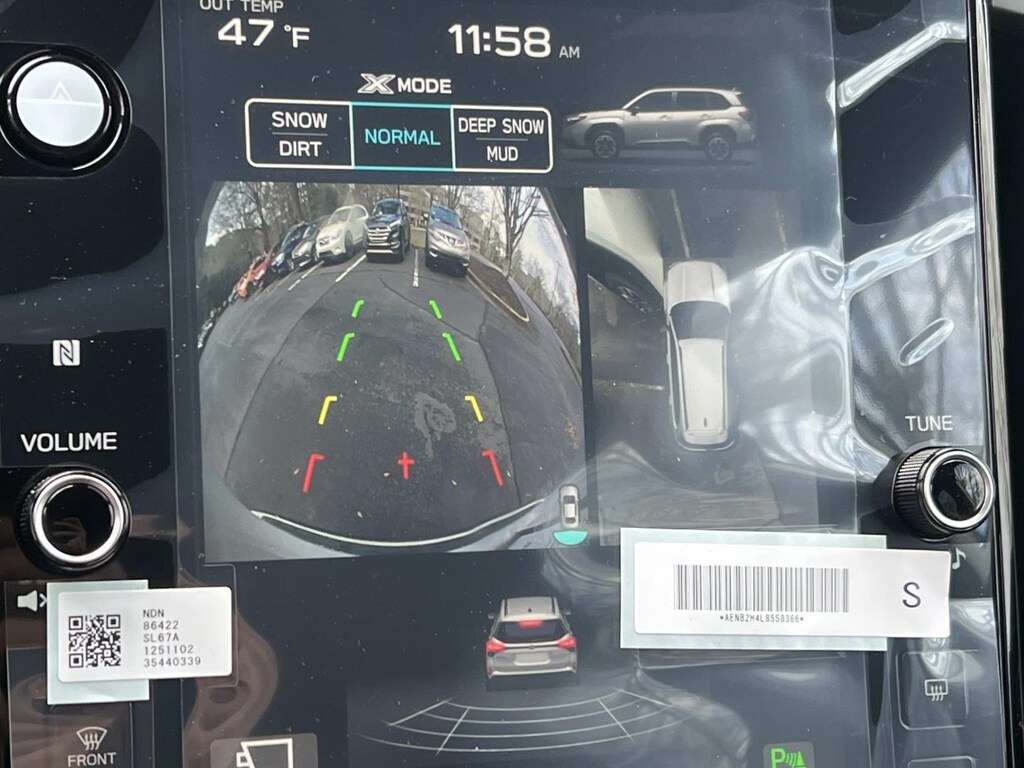 OUT TEMP
47 °F
11:58 AM
X MODE
SNOW
DIRT
NORMAL
DEEP SNOW
MUD
VOLUME
TUNE
NDN
86422
SL67A
1251102
35440339
*AENB2H4L8558366*
S
FRONT